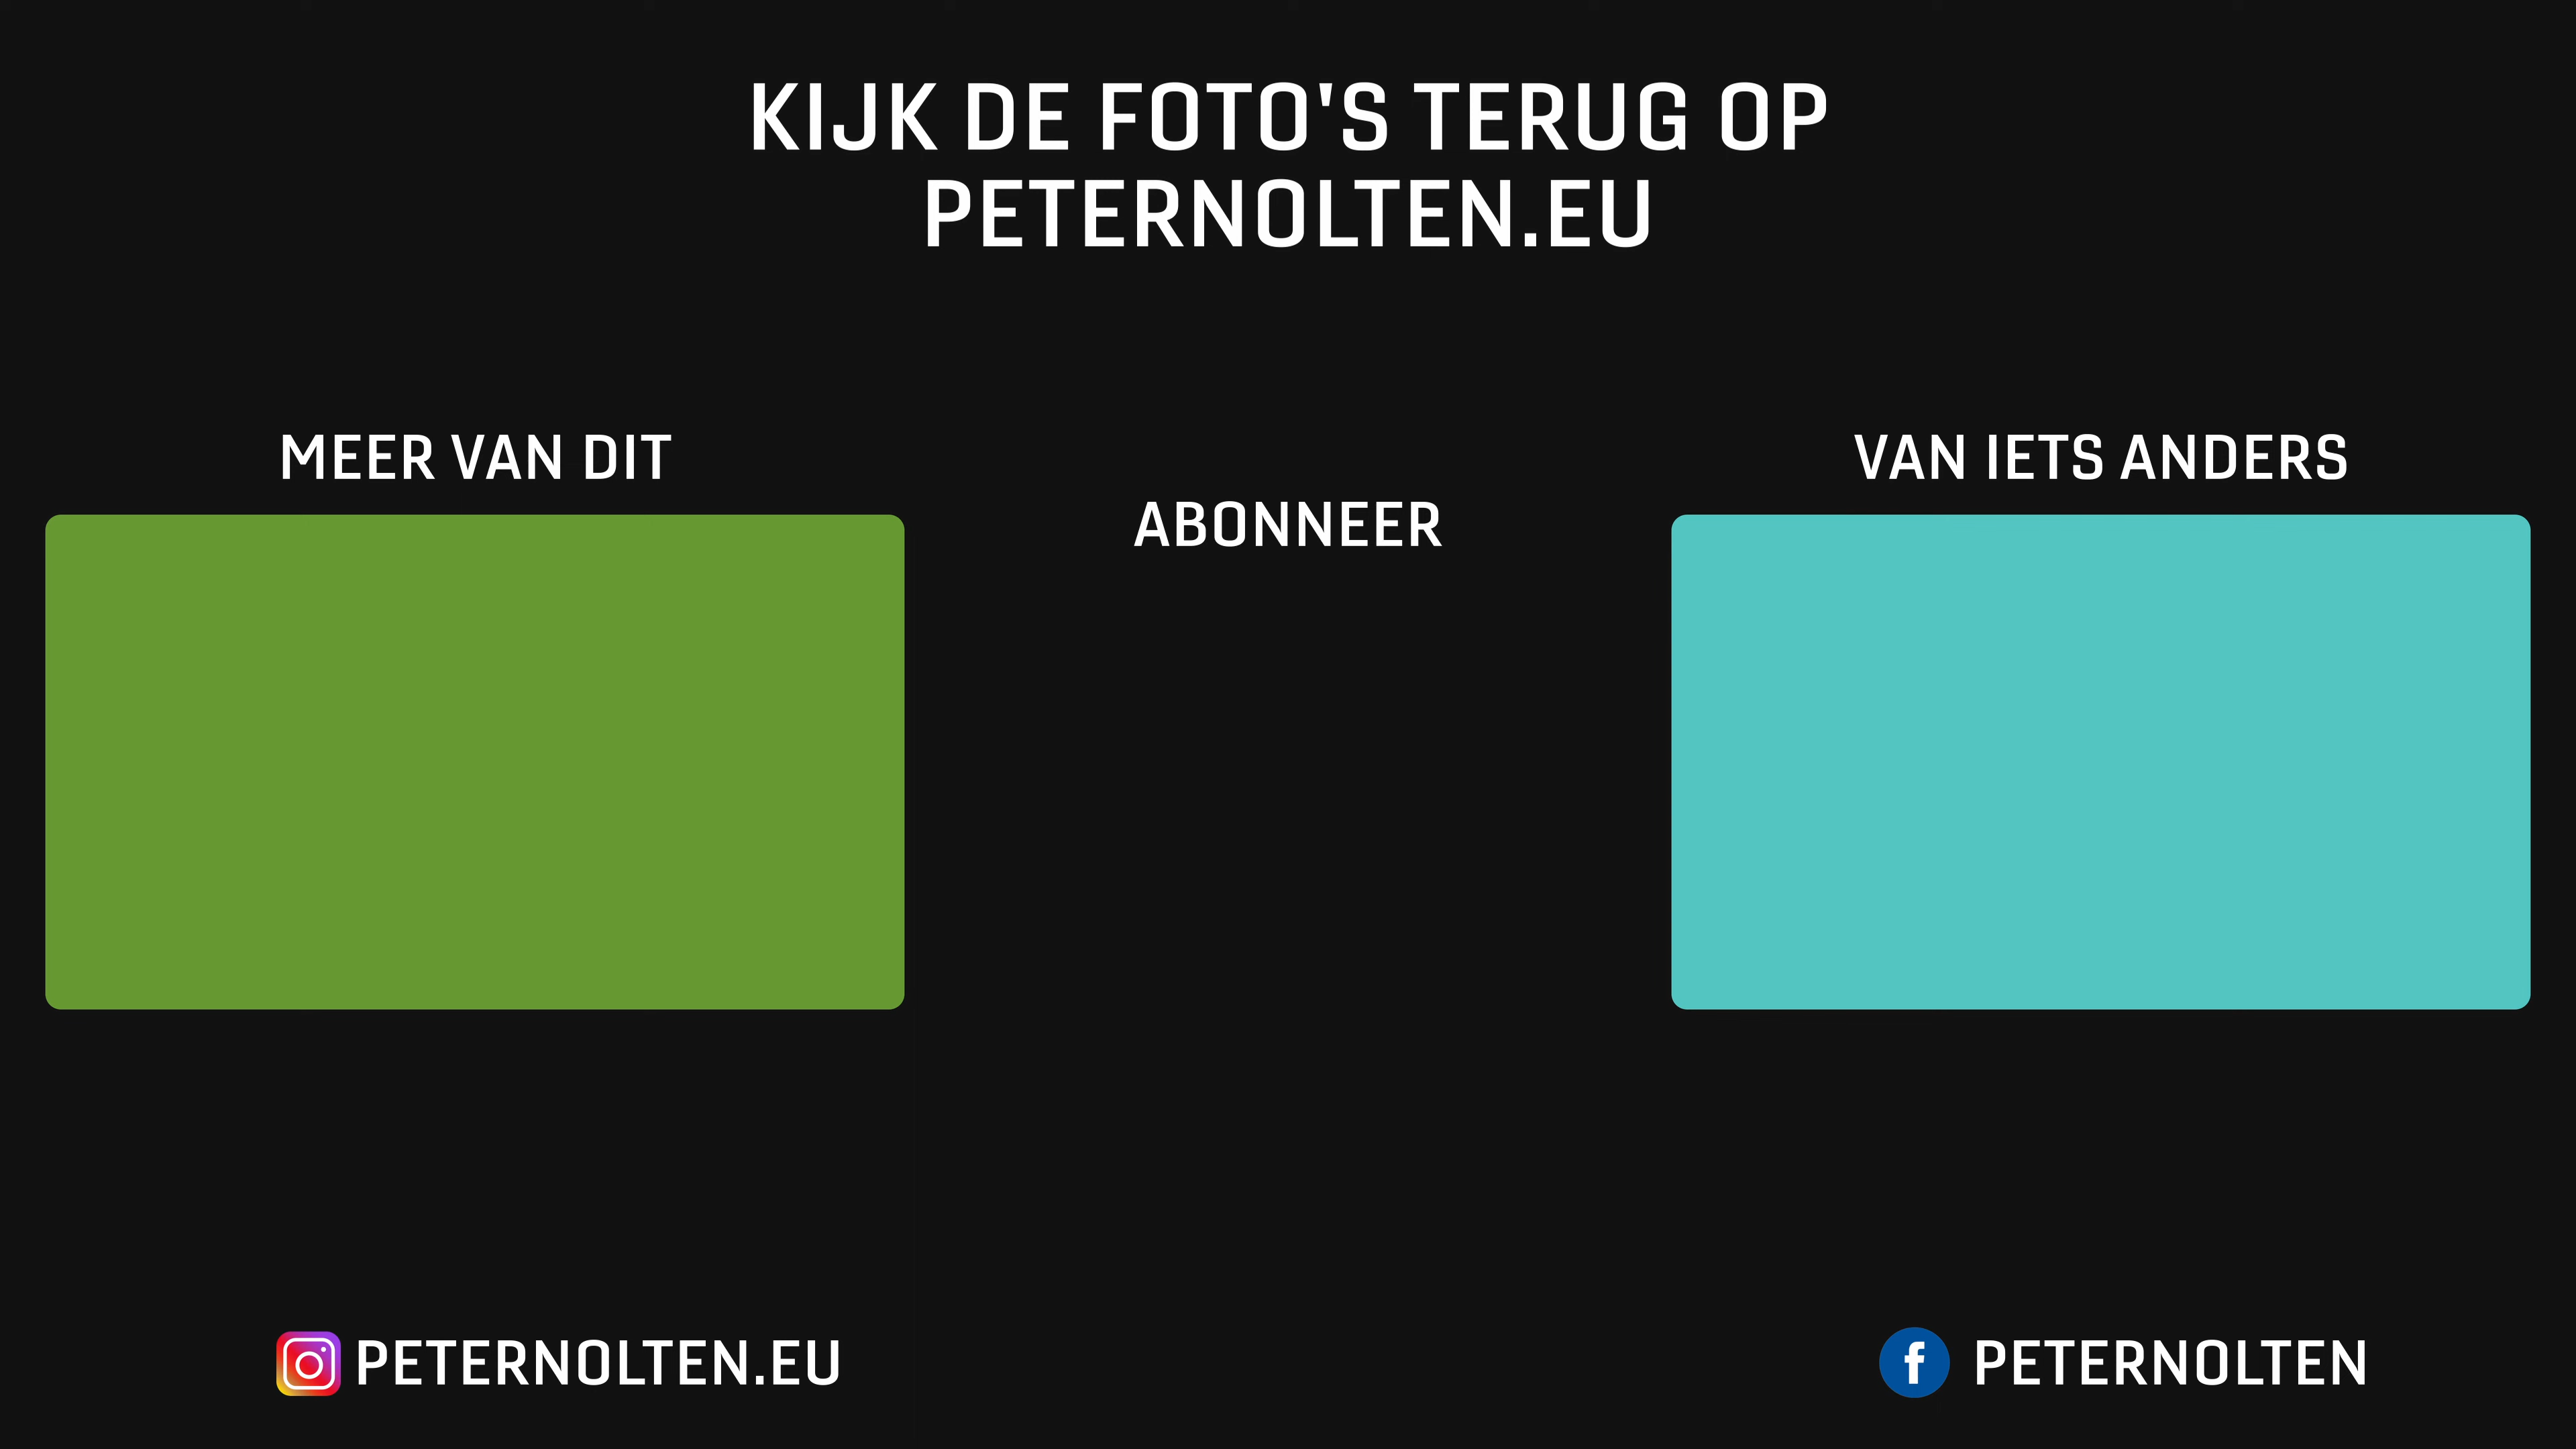 KIJK DE FOTO'S TERUG OP
PETERNOLTEN.EU
MEER VAN DIT
ABONNEER
VAN IETS ANDERS
PETERNOLTEN.EU
PETERNOLTEN